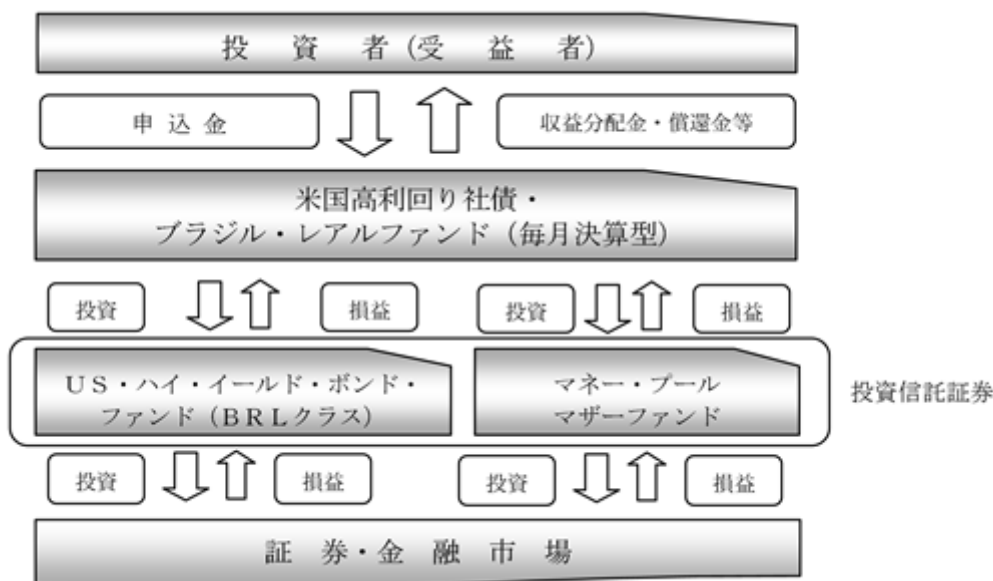 投資者（受益者）
申込金
収益分配金・償還金等
米国高利回り社債・
ブラジル・レアルファンド（毎月決算型）
投資
損益
投資
損益
US・ハイ・イールド・ボンド・
ファンド（BRLクラス）
マネー・プール
マザーファンド
投資信託証券
投資
損益
投資
損益
証券・金融市場